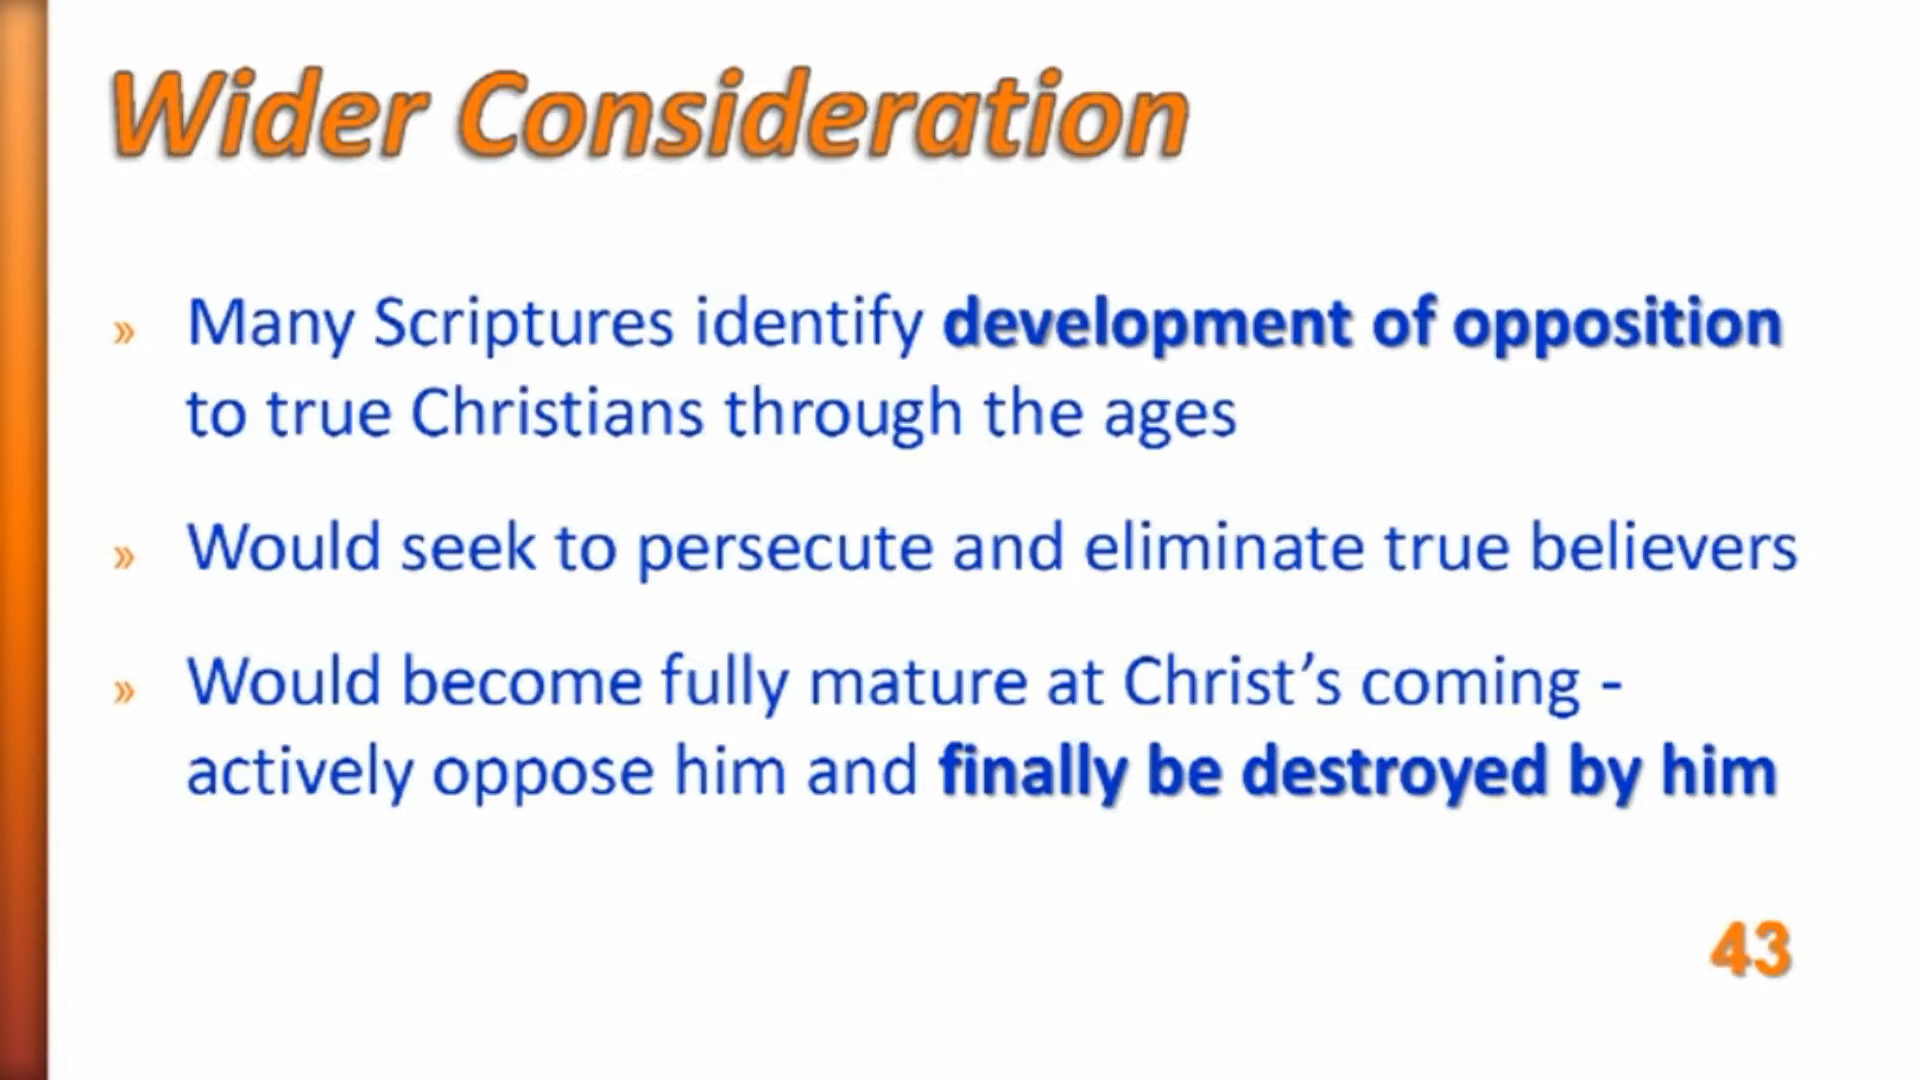 Wider Consideration
» Many Scriptures identify development of opposition
to true Christians through the ages
» Would seek to persecute and eliminate true believers
» Would become fully mature at Christ’s coming -
actively oppose him and finally be destroyed by him
43